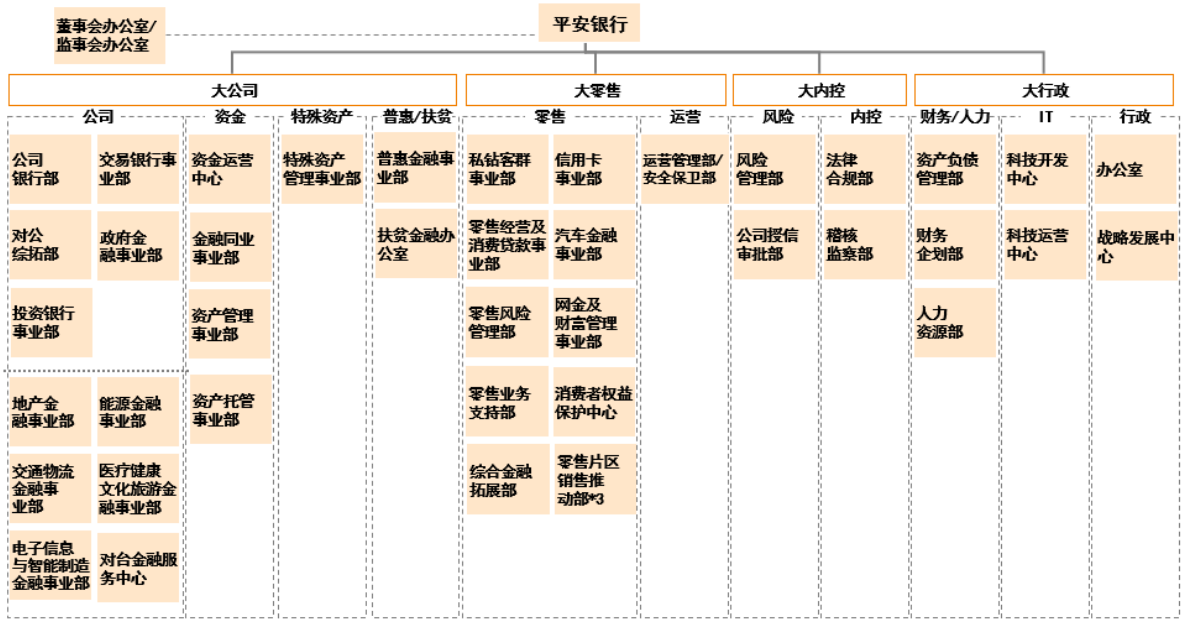 董事会办公室/
监事会办公室
平安银行
大公司
大零售
大内控
大行政
公司
资金
特殊资产
普惠/扶贫
零售
运营
风险
内控
财务/人力
IT
行政
公司
银行部
交易银行事
业部
资金运营
中心
特殊资产
管理事业部
普惠金融事
业部
私钻客群
事业部
信用卡
事业部
运营管理部/
安全保卫部
风险
管理部
法律
合规部
资产负债
管理部
科技开发
中心
办公室
对公
综拓部
政府金
融事业部
金融同业
事业部
扶贫金融办
公室
零售经营及
消费贷款事
业部
汽车金融
事业部
公司授信
审批部
稽核
监察部
财务
企划部
科技运营
中心
战略发展中
心
投资银行
事业部
资产管理
事业部
零售风险
管理部
网金及
财富管理
事业部
人力
资源部
地产金
融事业部
能源金融
事业部
资产托管
事业部
零售业务
支持部
消费者权益
保护中心
交通物流
金融事
业部
医疗健康
文化旅游金
融事业部
综合金融
拓展部
零售片区
销售推
动部*3
电子信息
与智能制造
金融事业部
对台金融服
务中心